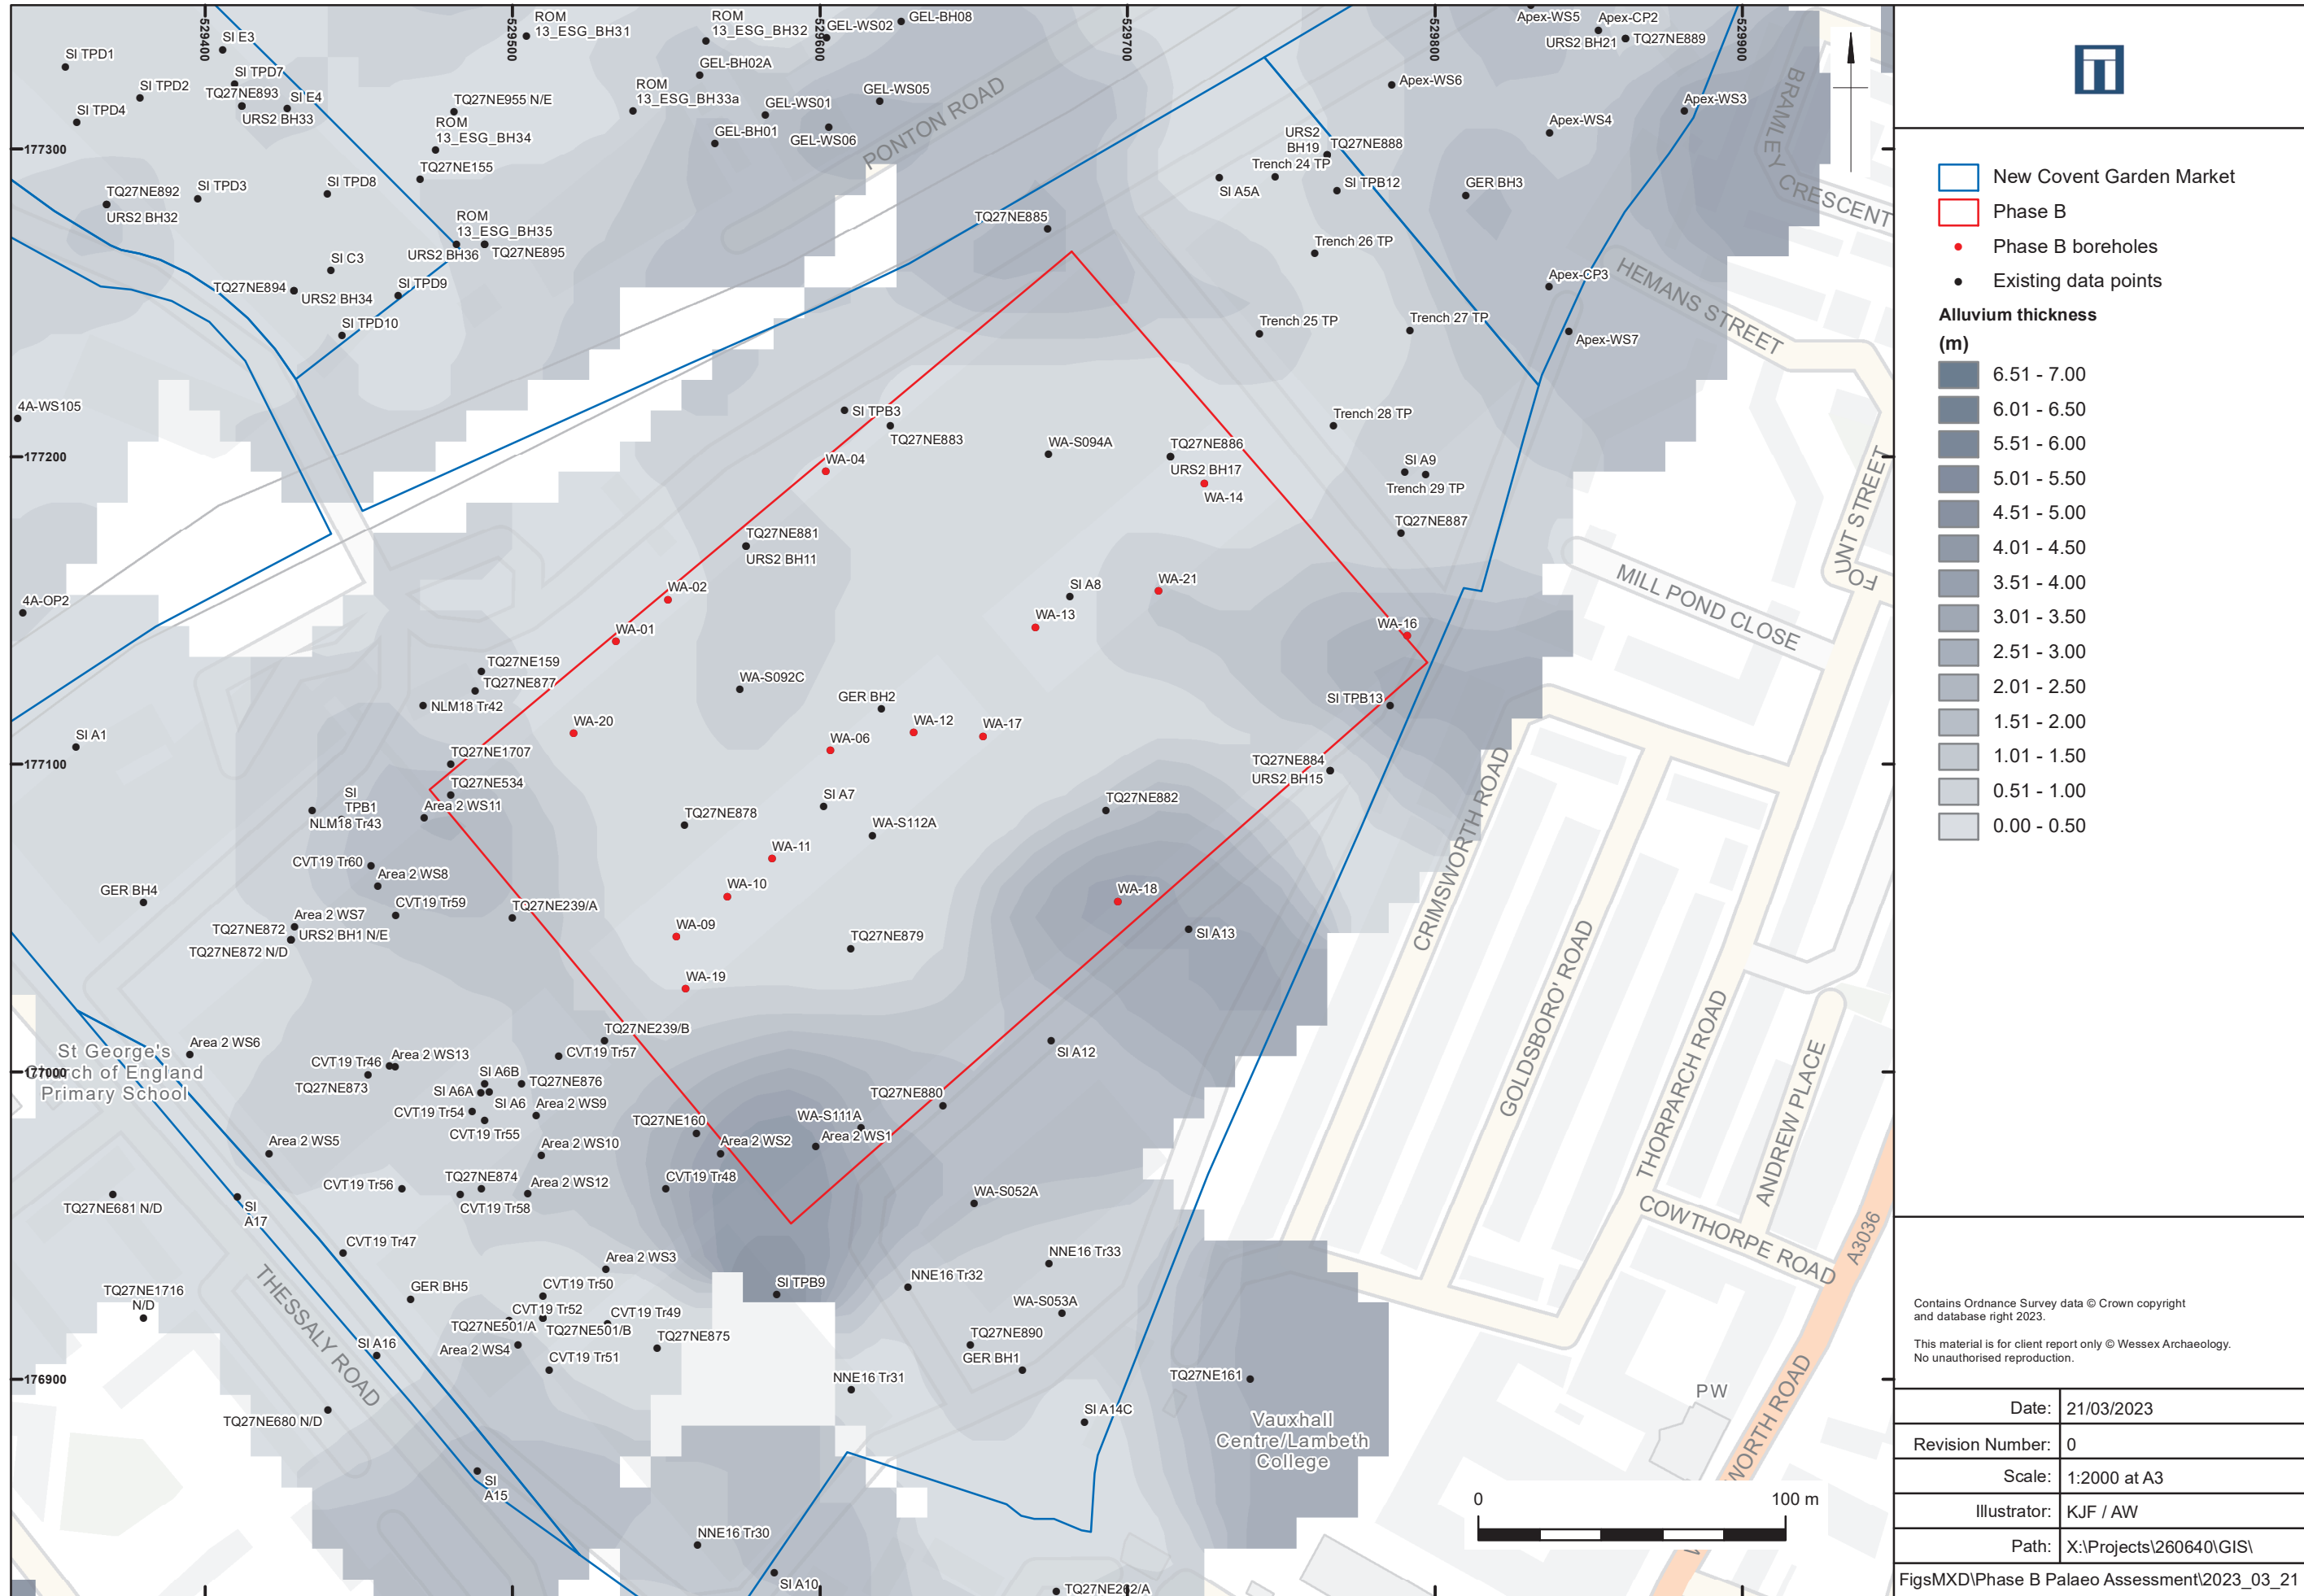 529400
529500
529600
529700
529800
529900
177300
177200
177100
177000
176900
SI TPD1
SI E3
SI TPD7
SI TPD2
TQ27NE893
SI E4
SI TPD4
URS2 BH33
ROM
13_ESG_BH31
ROM
13_ESG_BH32
GEL-WS02
GEL-BH08
GEL-BH02A
ROM
13_ESG_BH33a
GEL-WS01
GEL-WS05
GEL-BH01
GEL-WS06
TQ27NE955 N/E
ROM
13_ESG_BH34
TQ27NE155
PONTON ROAD
Apex-WS5
Apex-CP2
URS2 BH21
TQ27NE889
Apex-WS6
Apex-WS3
Apex-WS4
BRAMLEY
CRESCENT
URS2
BH19
TQ27NE888
Trench 24 TP
SI A5A
SI TPB12
GER BH3
TQ27NE892
URS2 BH32
SI TPD3
SI TPD8
ROM
13_ESG_BH35
URS2 BH36
TQ27NE895
SI C3
TQ27NE894
URS2 BH34
SI TPD9
SI TPD10
TQ27NE885
Trench 26 TP
Apex-CP3
HEMANS STREET
Trench 25 TP
Trench 27 TP
Apex-WS7
4A-WS105
SI TPB3
TQ27NE883
WA-04
WA-S094A
TQ27NE886
URS2 BH17
WA-14
Trench 28 TP
SI A9
Trench 29 TP
TQ27NE887
FOUNT STREET
MILL POND CLOSE
TQ27NE881
URS2 BH11
WA-02
WA-01
4A-OP2
SI A8
WA-21
WA-13
WA-16
TQ27NE159
TQ27NE877
NLM18 Tr42
WA-S092C
GER BH2
SI TPB13
SI A1
WA-20
WA-12
WA-17
WA-06
TQ27NE1707
TQ27NE884
URS2 BH15
TQ27NE534
Area 2 WS11
SI
TPB1
NLM18 Tr43
SI A7
TQ27NE882
TQ27NE878
WA-S112A
CRIMSWORTH ROAD
CVT19 Tr60
Area 2 WS8
WA-11
GER BH4
WA-10
WA-18
CVT19 Tr59
TQ27NE239/A
Area 2 WS7
TQ27NE872
URS2 BH1 N/E
TQ27NE872 N/D
WA-09
TQ27NE879
SI A13
WA-19
GOLDSBORO' ROAD
THORPARCH ROAD
ANDREW PLACE
COWTHORPE ROAD
A3036
WORTH ROAD
St George's
Church of England
Primary School
Area 2 WS6
CVT19 Tr46
Area 2 WS13
TQ27NE873
TQ27NE239/B
CVT19 Tr57
SI A12
SI A6B
TQ27NE876
SI A6A
SI A6
Area 2 WS9
CVT19 Tr54
CVT19 Tr55
TQ27NE880
WA-S111A
TQ27NE160
Area 2 WS1
Area 2 WS2
Area 2 WS5
Area 2 WS10
TQ27NE874
Area 2 WS12
CVT19 Tr56
CVT19 Tr58
CVT19 Tr48
WA-S052A
TQ27NE681 N/D
SI
A17
CVT19 Tr47
Area 2 WS3
NNE16 Tr33
THESSALY ROAD
TQ27NE1716
N/D
GER BH5
CVT19 Tr50
SI TPB9
NNE16 Tr32
CVT19 Tr52
CVT19 Tr49
WA-S053A
TQ27NE501/A
TQ27NE501/B
TQ27NE875
SI A16
Area 2 WS4
CVT19 Tr51
TQ27NE890
GER BH1
NNE16 Tr31
TQ27NE161
TQ27NE680 N/D
SI A14C
Vauxhall
Centre/Lambeth
College
PW
SI
A15
NNE16 Tr30
SI A10
TQ27NE262/A
0
100 m
New Covent Garden Market
Phase B
Phase B boreholes
Existing data points
Alluvium thickness
(m)
6.51 - 7.00
6.01 - 6.50
5.51 - 6.00
5.01 - 5.50
4.51 - 5.00
4.01 - 4.50
3.51 - 4.00
3.01 - 3.50
2.51 - 3.00
2.01 - 2.50
1.51 - 2.00
1.01 - 1.50
0.51 - 1.00
0.00 - 0.50
Contains Ordnance Survey data © Crown copyright
and database right 2023.
This material is for client report only © Wessex Archaeology.
No unauthorised reproduction.
Date: 21/03/2023
Revision Number: 0
Scale: 1:2000 at A3
Illustrator: KJF / AW
Path: X:\Projects\260640\GIS\
FigsMXD\Phase B Palaeo Assessment\2023_03_21